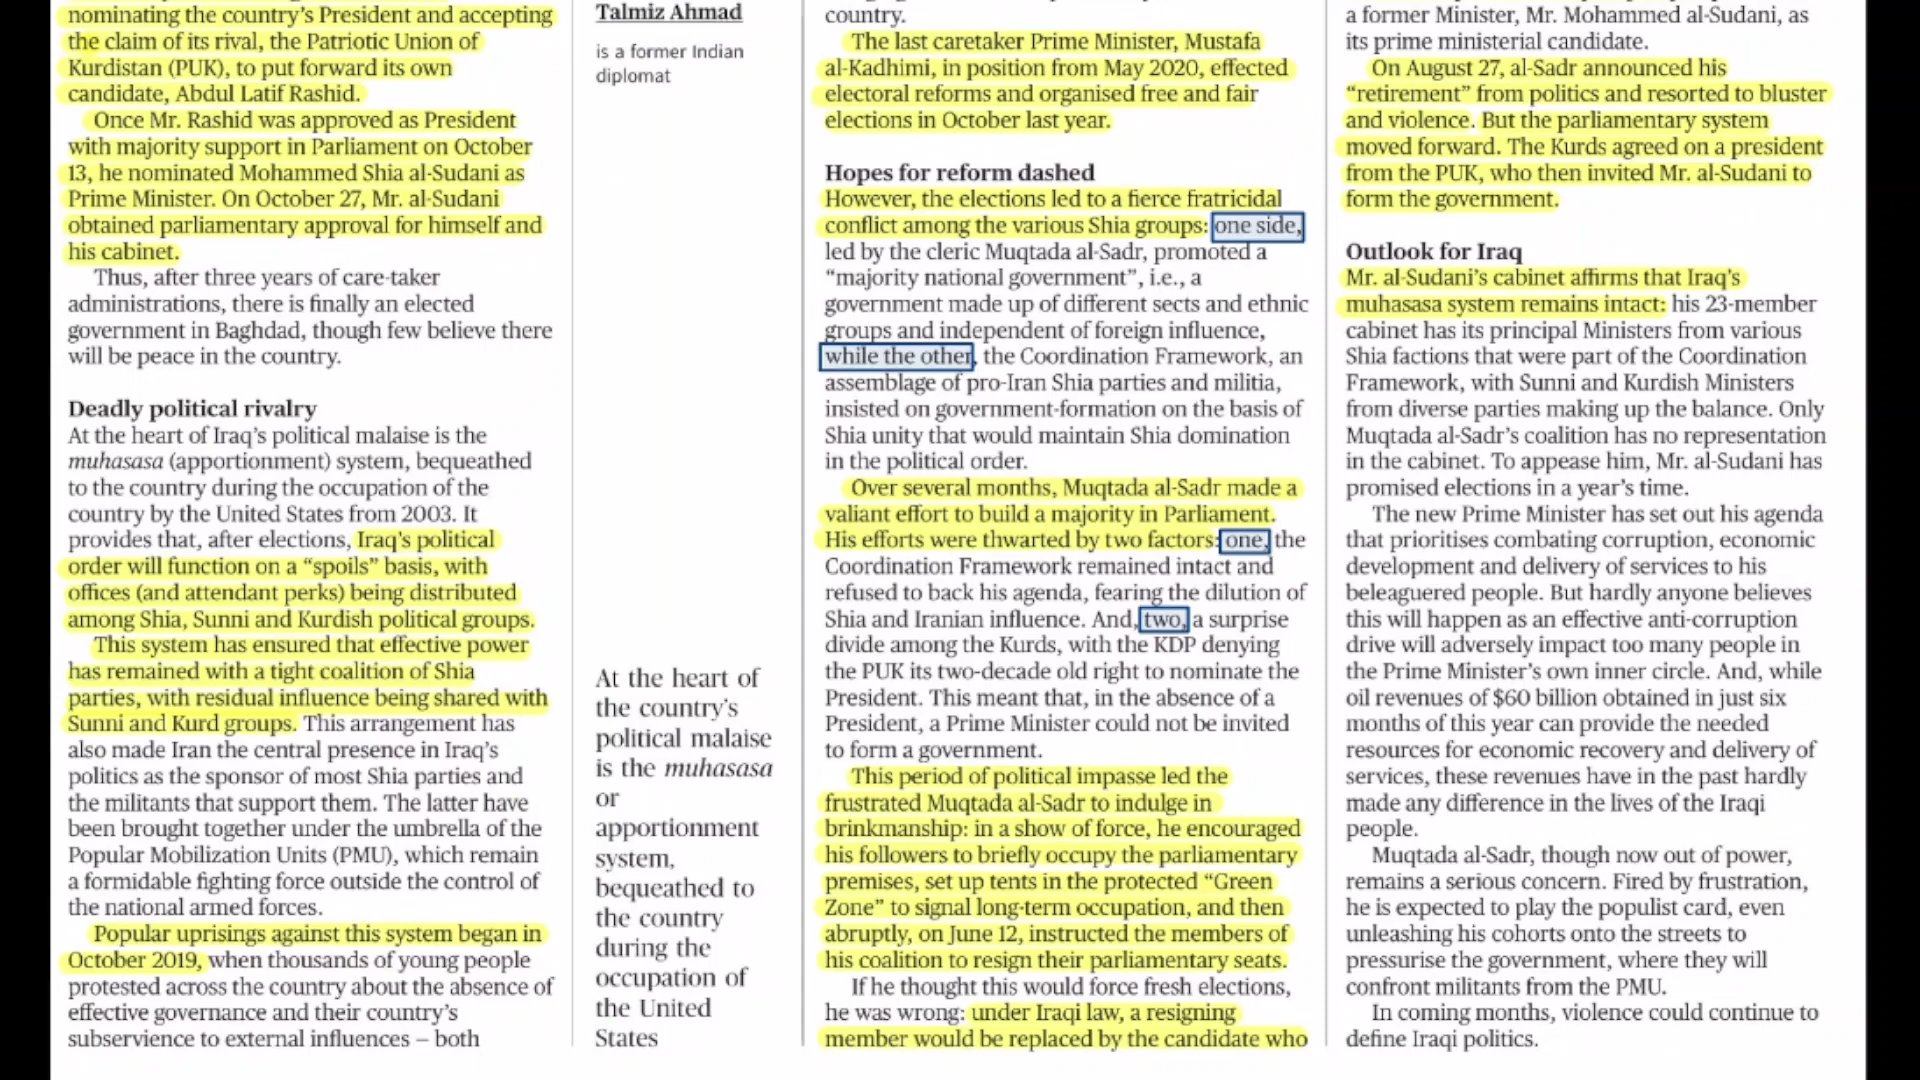 nominating the country's President and accepting
the claim of its rival, the Patriotic Union of
Kurdistan (PUK), to put forward its own
candidate, Abdul Latif Rashid.
Once Mr. Rashid was approved as President
with majority support in Parliament on October
13, he nominated Mohammed Shia al-Sudani as
Prime Minister. On October 27, Mr. al-Sudani
obtained parliamentary approval for himself and
his cabinet.
Thus, after three years of care-taker
administrations, there is finally an elected
government in Baghdad, though few believe there
will be peace in the country.
Deadly political rivalry
At the heart of Iraq's political malaise is the
muhasasa (apportionment) system, bequeathed
to the country during the occupation of the
country by the United States from 2003. It
provides that, after elections, Iraq's political
order will function on a “spoils” basis, with
offices (and attendant perks) being distributed
among Shia, Sunni and Kurdish political groups.
This system has ensured that effective power
has remained with a tight coalition of Shia
parties, with residual influence being shared with
Sunni and Kurd groups. This arrangement has
also made Iran the central presence in Iraq's
politics as the sponsor of most Shia parties and
the militants that support them. The latter have
been brought together under the umbrella of the
Popular Mobilization Units (PMU), which remain
a formidable fighting force outside the control of
the national armed forces.
Popular uprisings against this system began in
October 2019, when thousands of young people
protested across the country about the absence of
effective governance and their country's
subservience to external influences – both
Talmiz Ahmad
is a former Indian
diplomat
At the heart of
the country's
political malaise
is the muhasasa
or
apportionment
system,
bequeathed to
the country
during the
occupation of
the United
States
country.
The last caretaker Prime Minister, Mustafa
al-Kadhimi, in position from May 2020, effected
electoral reforms and organised free and fair
elections in October last year.
Hopes for reform dashed
However, the elections led to a fierce fratricidal
conflict among the various Shia groups: one side,
led by the cleric Muqtada al-Sadr, promoted a
“majority national government”, i.e., a
government made up of different sects and ethnic
groups and independent of foreign influence,
while the other, the Coordination Framework, an
assemblage of pro-Iran Shia parties and militia,
insisted on government-formation on the basis of
Shia unity that would maintain Shia domination
in the political order.
Over several months, Muqtada al-Sadr made a
valiant effort to build a majority in Parliament.
His efforts were thwarted by two factors: one, the
Coordination Framework remained intact and
refused to back his agenda, fearing the dilution of
Shia and Iranian influence. And, two, a surprise
divide among the Kurds, with the KDP denying
the PUK its two-decade old right to nominate the
President. This meant that, in the absence of a
President, a Prime Minister could not be invited
to form a government.
This period of political impasse led the
frustrated Muqtada al-Sadr to indulge in
brinkmanship: in a show of force, he encouraged
his followers to briefly occupy the parliamentary
premises, set up tents in the protected “Green
Zone” to signal long-term occupation, and then
abruptly, on June 12, instructed the members of
his coalition to resign their parliamentary seats.
If he thought this would force fresh elections,
he was wrong: under Iraqi law, a resigning
member would be replaced by the candidate who
a former Minister, Mr. Mohammed al-Sudani, as
its prime ministerial candidate.
On August 27, al-Sadr announced his
“retirement” from politics and resorted to bluster
and violence. But the parliamentary system
moved forward. The Kurds agreed on a president
from the PUK, who then invited Mr. al-Sudani to
form the government.
Outlook for Iraq
Mr. al-Sudani's cabinet affirms that Iraq's
muhasasa system remains intact: his 23-member
cabinet has its principal Ministers from various
Shia factions that were part of the Coordination
Framework, with Sunni and Kurdish Ministers
from diverse parties making up the balance. Only
Muqtada al-Sadr's coalition has no representation
in the cabinet. To appease him, Mr. al-Sudani has
promised elections in a year's time.
The new Prime Minister has set out his agenda
that prioritises combating corruption, economic
development and delivery of services to his
beleaguered people. But hardly anyone believes
this will happen as an effective anti-corruption
drive will adversely impact too many people in
the Prime Minister's own inner circle. And, while
oil revenues of $60 billion obtained in just six
months of this year can provide the needed
resources for economic recovery and delivery of
services, these revenues have in the past hardly
made any difference in the lives of the Iraqi
people.
Muqtada al-Sadr, though now out of power,
remains a serious concern. Fired by frustration,
he is expected to play the populist card, even
unleashing his cohorts onto the streets to
pressurise the government, where they will
confront militants from the PMU.
In coming months, violence could continue to
define Iraqi politics.